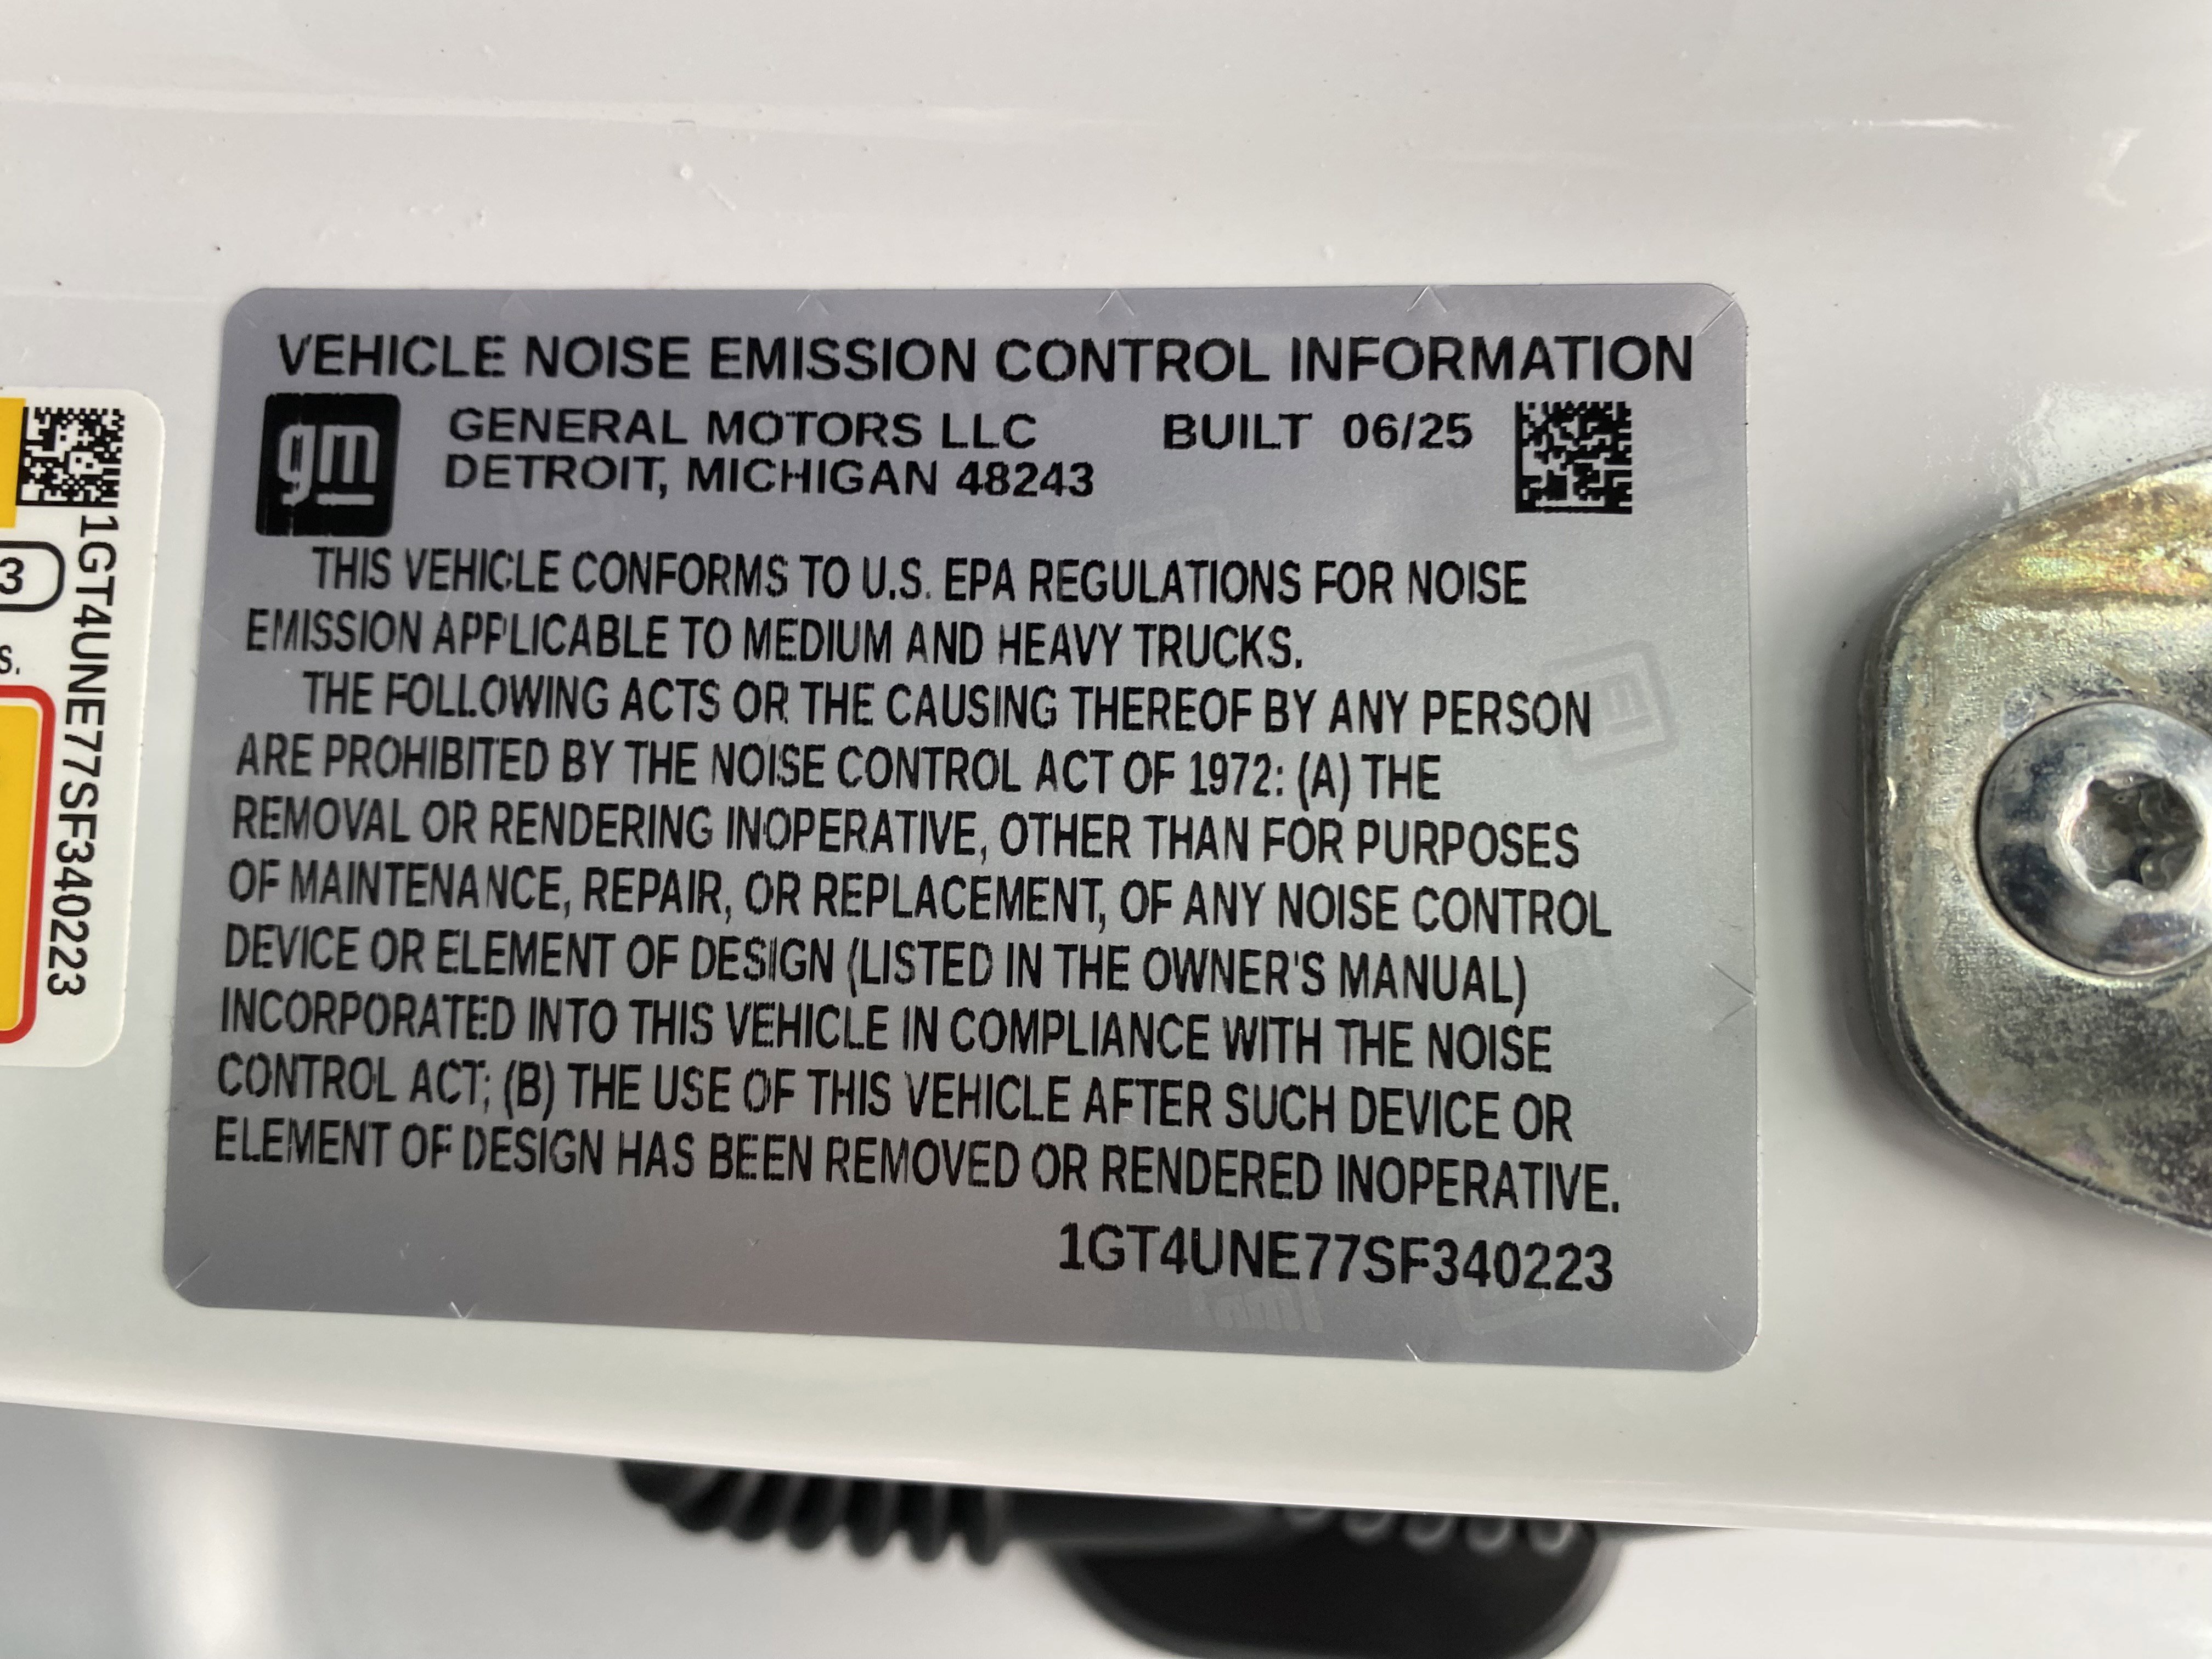 VEHICLE NOISE EMISSION CONTROL INFORMATION
gm
GENERAL MOTORS LLC BUILT 06/25
DETROIT, MICHIGAN 48243
THIS VEHICLE CONFORMS TO U.S. EPA REGULATIONS FOR NOISE
EMISSION APPLICABLE TO MEDIUM AND HEAVY TRUCKS.
THE FOLLOWING ACTS OR THE CAUSING THEREOF BY ANY PERSON
ARE PROHIBITED BY THE NOISE CONTROL ACT OF 1972: (A) THE
REMOVAL OR RENDERING INOPERATIVE, OTHER THAN FOR PURPOSES
OF MAINTENANCE, REPAIR, OR REPLACEMENT, OF ANY NOISE CONTROL
DEVICE OR ELEMENT OF DESIGN (LISTED IN THE OWNER'S MANUAL)
INCORPORATED INTO THIS VEHICLE IN COMPLIANCE WITH THE NOISE
CONTROL ACT; (B) THE USE OF THIS VEHICLE AFTER SUCH DEVICE OR
ELEMENT OF DESIGN HAS BEEN REMOVED OR RENDERED INOPERATIVE.
1GT4UNE77SF340223
1GT4UNE77SF340223
3
S.